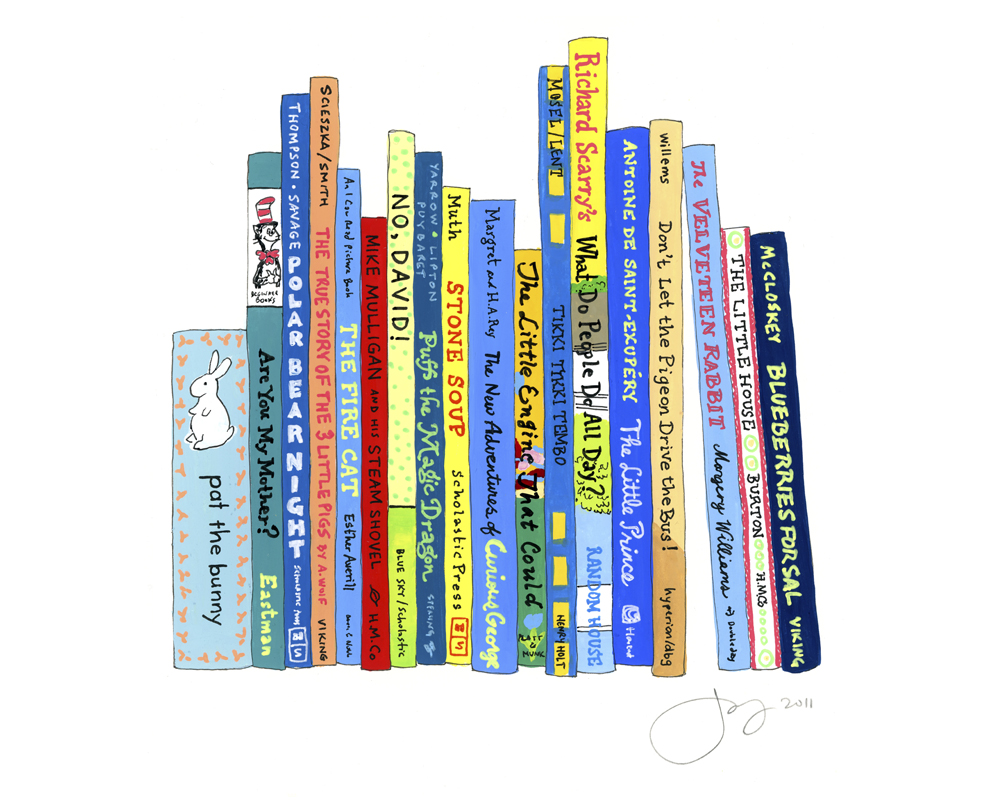 pat the bunny
BEGINNER BOOKS
Are You My Mother?
Eastman
THOMPSON • SAVAGE
POLAR BEAR NIGHT
SCIESZKA/SMITH
THE TRUE STORY OF THE 3 LITTLE PIGS BY A. WOLF
VIKING
An I Can Read Picture Book
THE FIRE CAT
Esther Averill
MIKE MULLIGAN AND HIS STEAM SHOVEL
H.M.Co
NO, DAVID!
BLUE SKY/Scholastic
YARROW • LIPTON
PUYBARET
Puff, the Magic Dragon
Muth
STONE SOUP
Scholastic Press
Margret and H.A. Rey
The New Adventures of Curious George
The Little Engine That Could
MUNK
MOSEL/LENT
TIKKI TIKKI TEMBO
HENRY HOLT
Richard Scarry's
What Do People Do All Day?
RANDOM HOUSE
ANTOINE DE SAINT-EXUPÉRY
The Little Prince
Willems
Don't Let the Pigeon Drive the Bus!
hyperion/dbg
The VELVETEEN RABBIT
Margery Williams
Doubleday
THE LITTLE HOUSE
BURTON
H.M.Co
McCLOSKEY
BLUEBERRIES FOR SAL
VIKING
2011